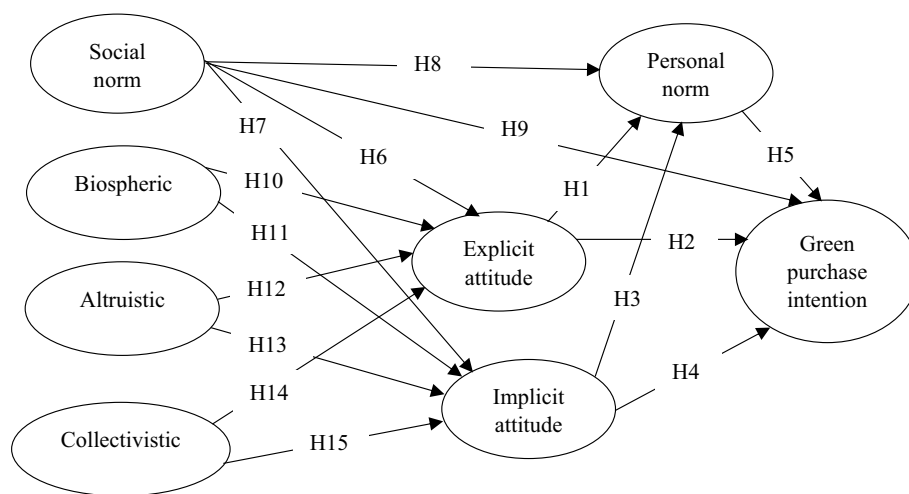 Social
norm
H8
Personal
norm
H7
H9
H6
H5
Biospheric
H10
H1
H11
Explicit
attitude
H2
Green
purchase
intention
Altruistic
H12
H3
H13
H14
Implicit
attitude
H4
Collectivistic
H15